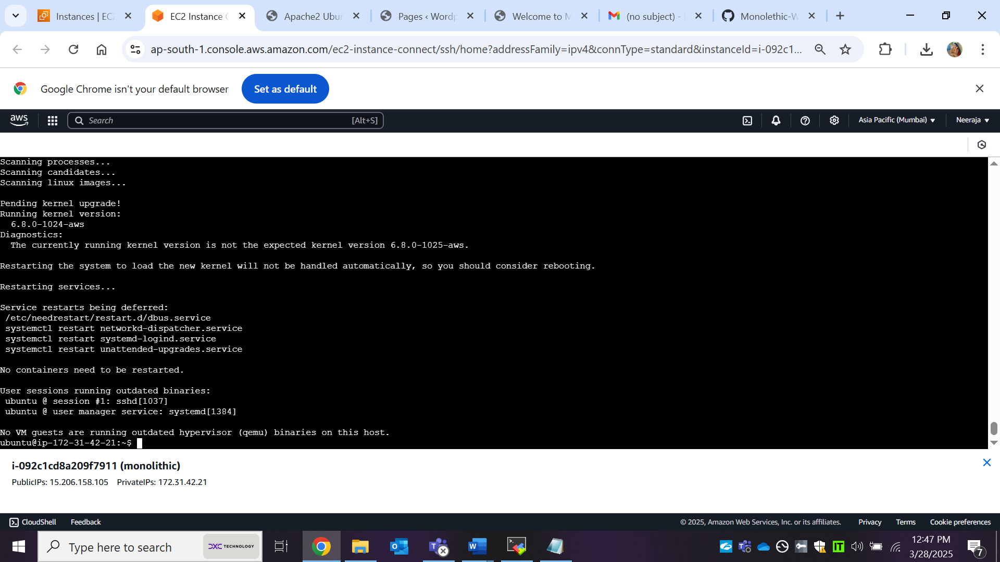 Instances | EC
EC2 Instance C
Apache2 Ubu
Pages ‹ Wordp
Welcome to M
(no subject) -
Monolethic-W
ap-south-1.console.aws.amazon.com/ec2-instance-connect/ssh/home?addressFamily=ipv4&connType=standard&instanceId=i-092c1...
Google Chrome isn't your default browser
Set as default
aws
Search
[Alt+S]
Asia Pacific (Mumbai)
Neeraja
Scanning processes...
Scanning candidates...
Scanning linux images...
Pending kernel upgrade!
Running kernel version:
6.8.0-1024-aws
Diagnostics:
The currently running kernel version is not the expected kernel version 6.8.0-1025-aws.
Restarting the system to load the new kernel will not be handled automatically, so you should consider rebooting.
Restarting services...
Service restarts being deferred:
/etc/needrestart/restart.d/dbus.service
systemctl restart networkd-dispatcher.service
systemctl restart systemd-logind.service
systemctl restart unattended-upgrades.service
No containers need to be restarted.
User sessions running outdated binaries:
ubuntu @ session #1: sshd[1037]
ubuntu @ user manager service: systemd[1384]
No VM guests are running outdated hypervisor (qemu) binaries on this host.
ubuntu@ip-172-31-42-21:~$
i-092c1cd8a209f7911 (monolithic)
PublicIPs: 15.206.158.105 PrivateIPs: 172.31.42.21
CloudShell
Feedback
© 2025, Amazon Web Services, Inc. or its affiliates.
Privacy
Terms
Cookie preferences
Type here to search
DXC TECHNOLOGY
12:47 PM
3/28/2025
7